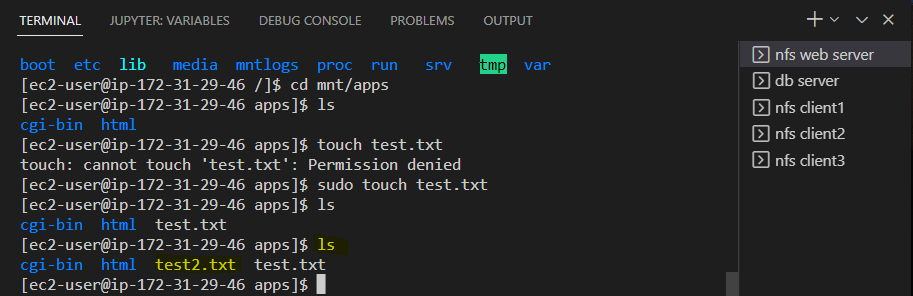 TERMINAL JUPYTER: VARIABLES DEBUG CONSOLE PROBLEMS OUTPUT
boot etc lib media mntlogs proc run srv tmp var
[ec2-user@ip-172-31-29-46 /]$ cd mnt/apps
[ec2-user@ip-172-31-29-46 apps]$ ls
cgi-bin html
[ec2-user@ip-172-31-29-46 apps]$ touch test.txt
touch: cannot touch 'test.txt': Permission denied
[ec2-user@ip-172-31-29-46 apps]$ sudo touch test.txt
[ec2-user@ip-172-31-29-46 apps]$ ls
cgi-bin html test.txt
[ec2-user@ip-172-31-29-46 apps]$ ls
cgi-bin html test2.txt test.txt
[ec2-user@ip-172-31-29-46 apps]$
nfs web server
db server
nfs client1
nfs client2
nfs client3